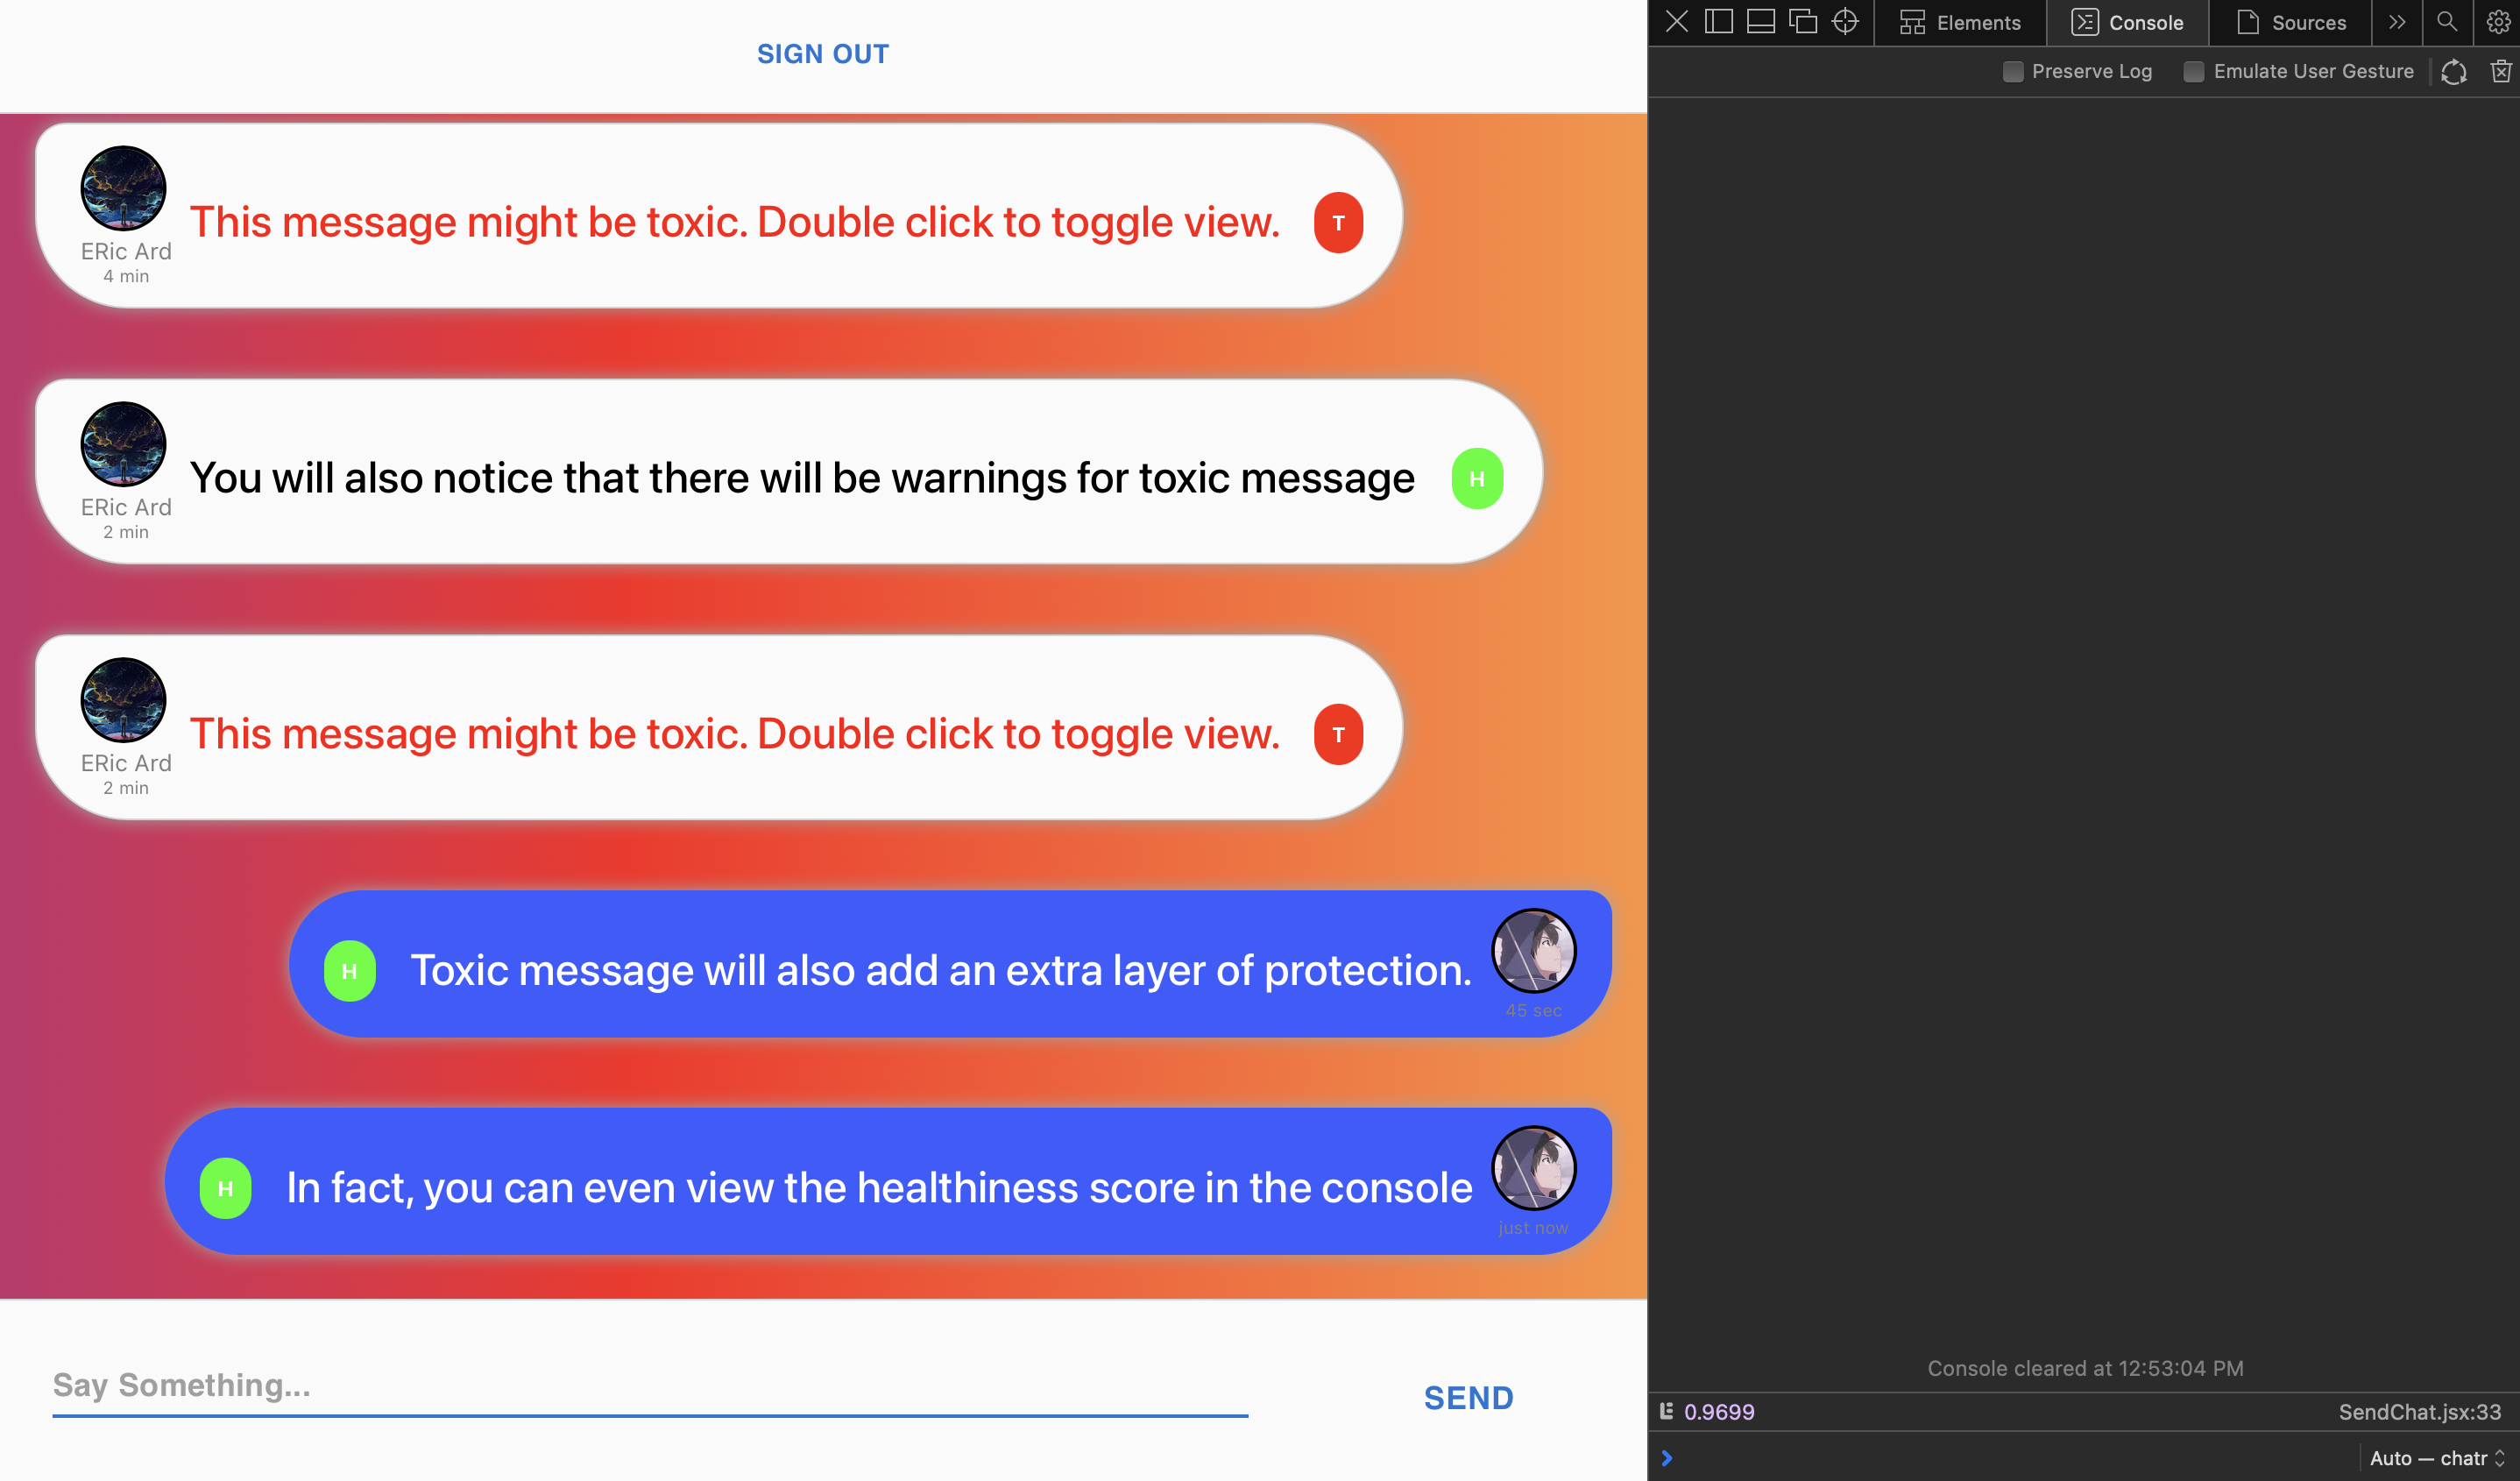 SIGN OUT
This message might be toxic. Double click to toggle view.
T
ERic Ard
4 min
You will also notice that there will be warnings for toxic message
H
ERic Ard
2 min
This message might be toxic. Double click to toggle view.
T
ERic Ard
2 min
H
Toxic message will also add an extra layer of protection.
45 sec
H
In fact, you can even view the healthiness score in the console
just now
Say Something...
SEND
Elements
Console
Sources
Preserve Log
Emulate User Gesture
Console cleared at 12:53:04 PM
0.9699
SendChat.jsx:33
Auto — chatr